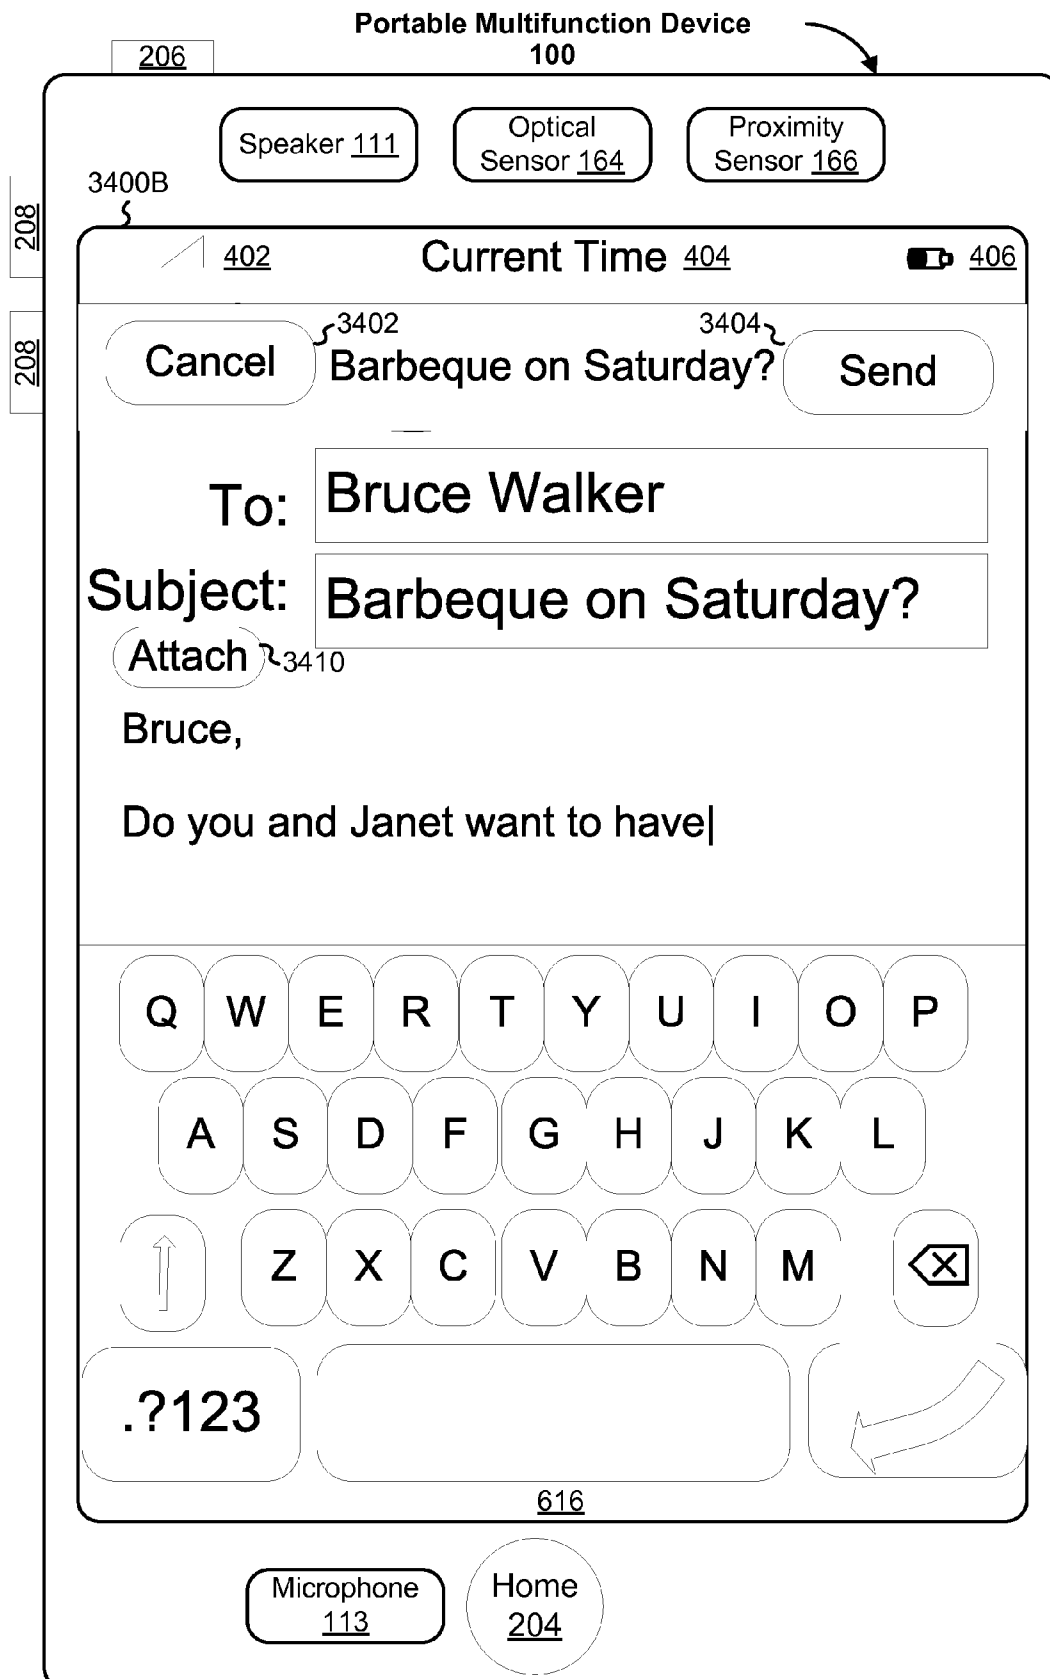 Portable Multifunction Device
100
206
Speaker 111
Optical
Sensor 164
Proximity
Sensor 166
3400B
208
402 Current Time 404 406
3402 3404
208
Cancel Barbeque on Saturday? Send
To: Bruce Walker
Subject: Barbeque on Saturday?
Attach 3410
Bruce,
Do you and Janet want to have
Q W E R T Y U I O P
A S D F G H J K L
Z X C V B N M
.?123
616
Microphone
113
Home
204